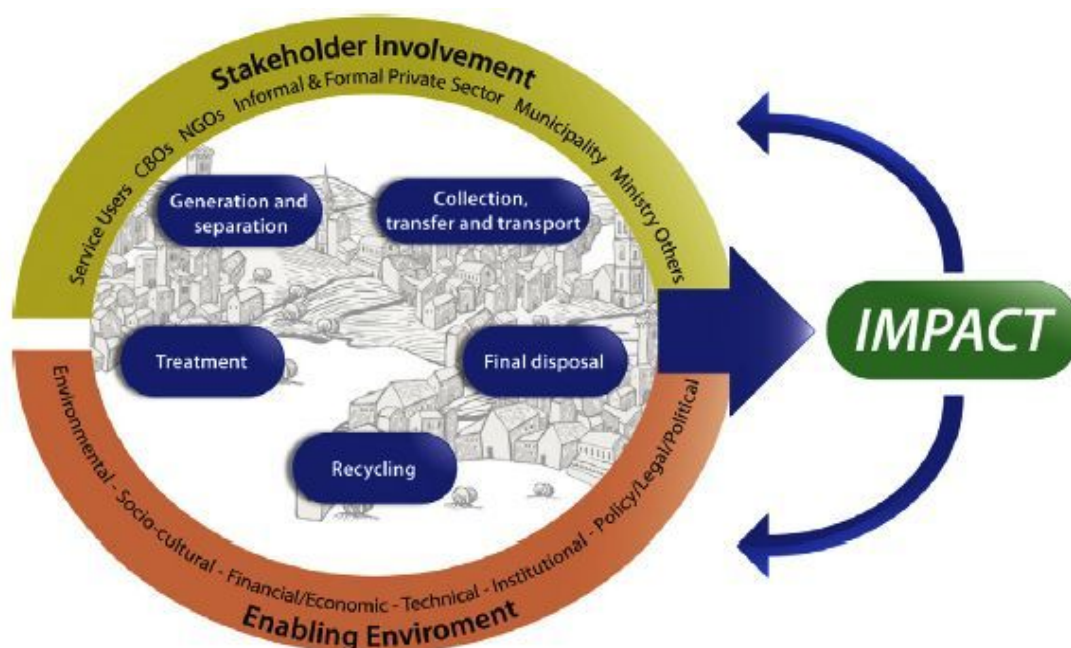 Stakeholder Involvement
Service Users CBOs NGOs Informal & Formal Private Sector Municipality Ministry Others
Generation and
separation
Collection,
transfer and transport
Treatment
Final disposal
Recycling
IMPACT
Environmental - Socio-cultural - Financial/Economic - Technical - Institutional - Policy/Legal/Political
Enabling Enviroment